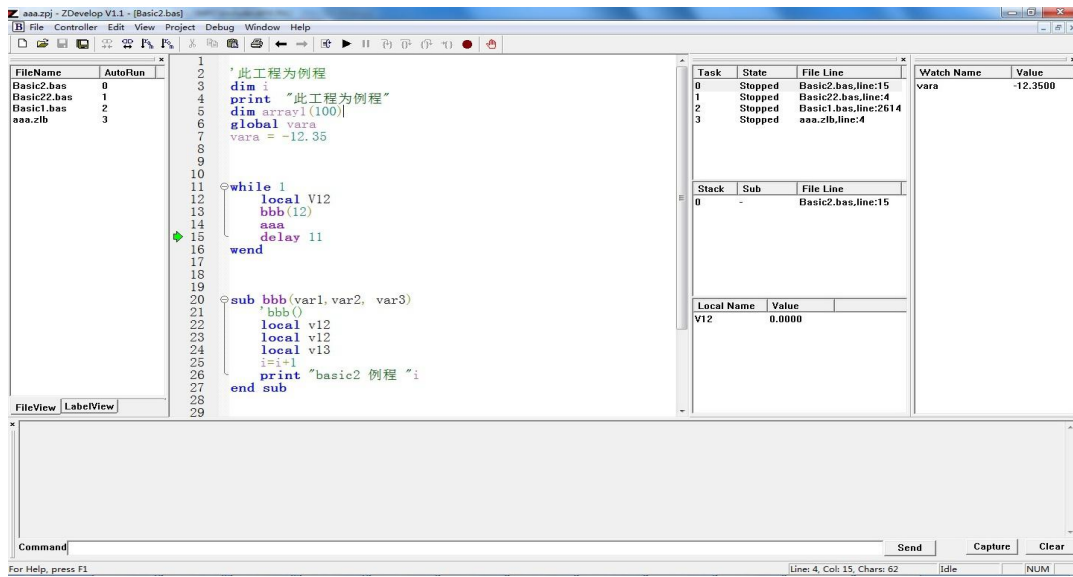 aaa.zpj - ZDevelop V1.1 - [Basic2.bas]
File Controller Edit View Project Debug Window Help
FileName AutoRun
Basic2.bas 0
Basic22.bas 1
Basic1.bas 2
aaa.zlb 3
FileView LabelView
1
2 '此工程为例程
3 dim i
4 print "此工程为例程"
5 dim array1(100)
6 global vara
7 vara = -12.35
8
9
10
11 while 1
12 local V12
13 bbb(12)
14 aaa
15 delay 11
16 wend
17
18
19
20 sub bbb(var1,var2, var3)
21 'bbb()
22 local v12
23 local v12
24 local v13
25 i=i+1
26 print "basic2 例程 "i
27 end sub
28
29
Task State File Line
0 Stopped Basic2.bas,line:15
1 Stopped Basic22.bas,line:4
2 Stopped Basic1.bas,line:2614
3 Stopped aaa.zlb,line:4
Stack Sub File Line
0 - Basic2.bas,line:15
Local Name Value
V12 0.0000
Watch Name Value
vara -12.3500
Command Send Capture Clear
For Help, press F1 Line: 4, Col: 15, Chars: 62 Idle NUM